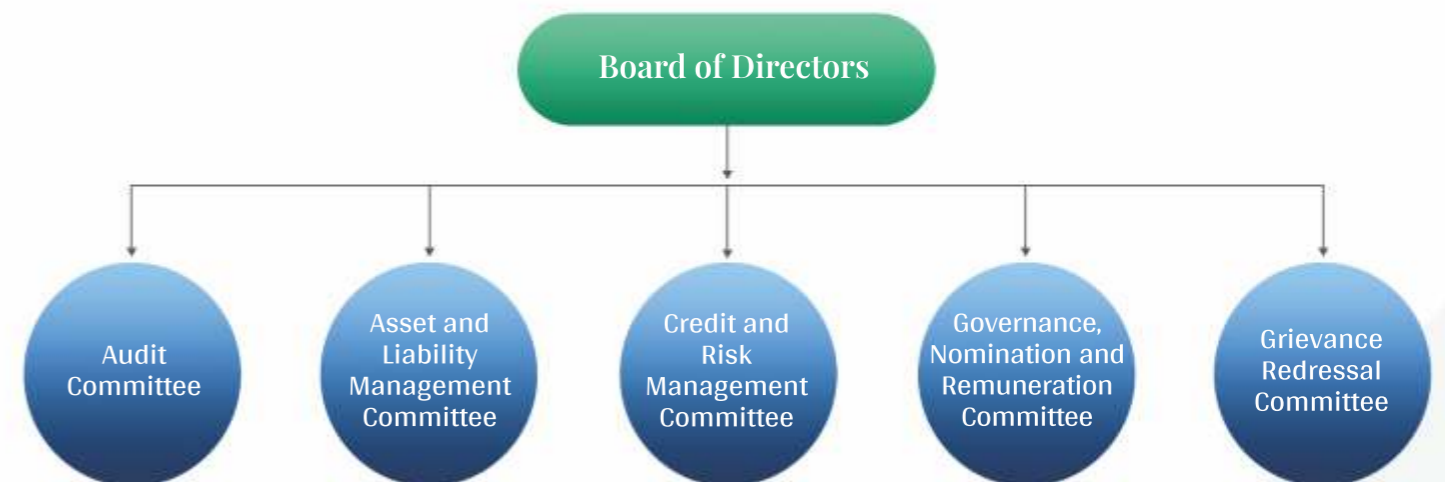 Board of Directors
Audit
Committee
Asset and
Liability
Management
Committee
Credit and
Risk
Management
Committee
Governance,
Nomination and
Remuneration
Committee
Grievance
Redressal
Committee